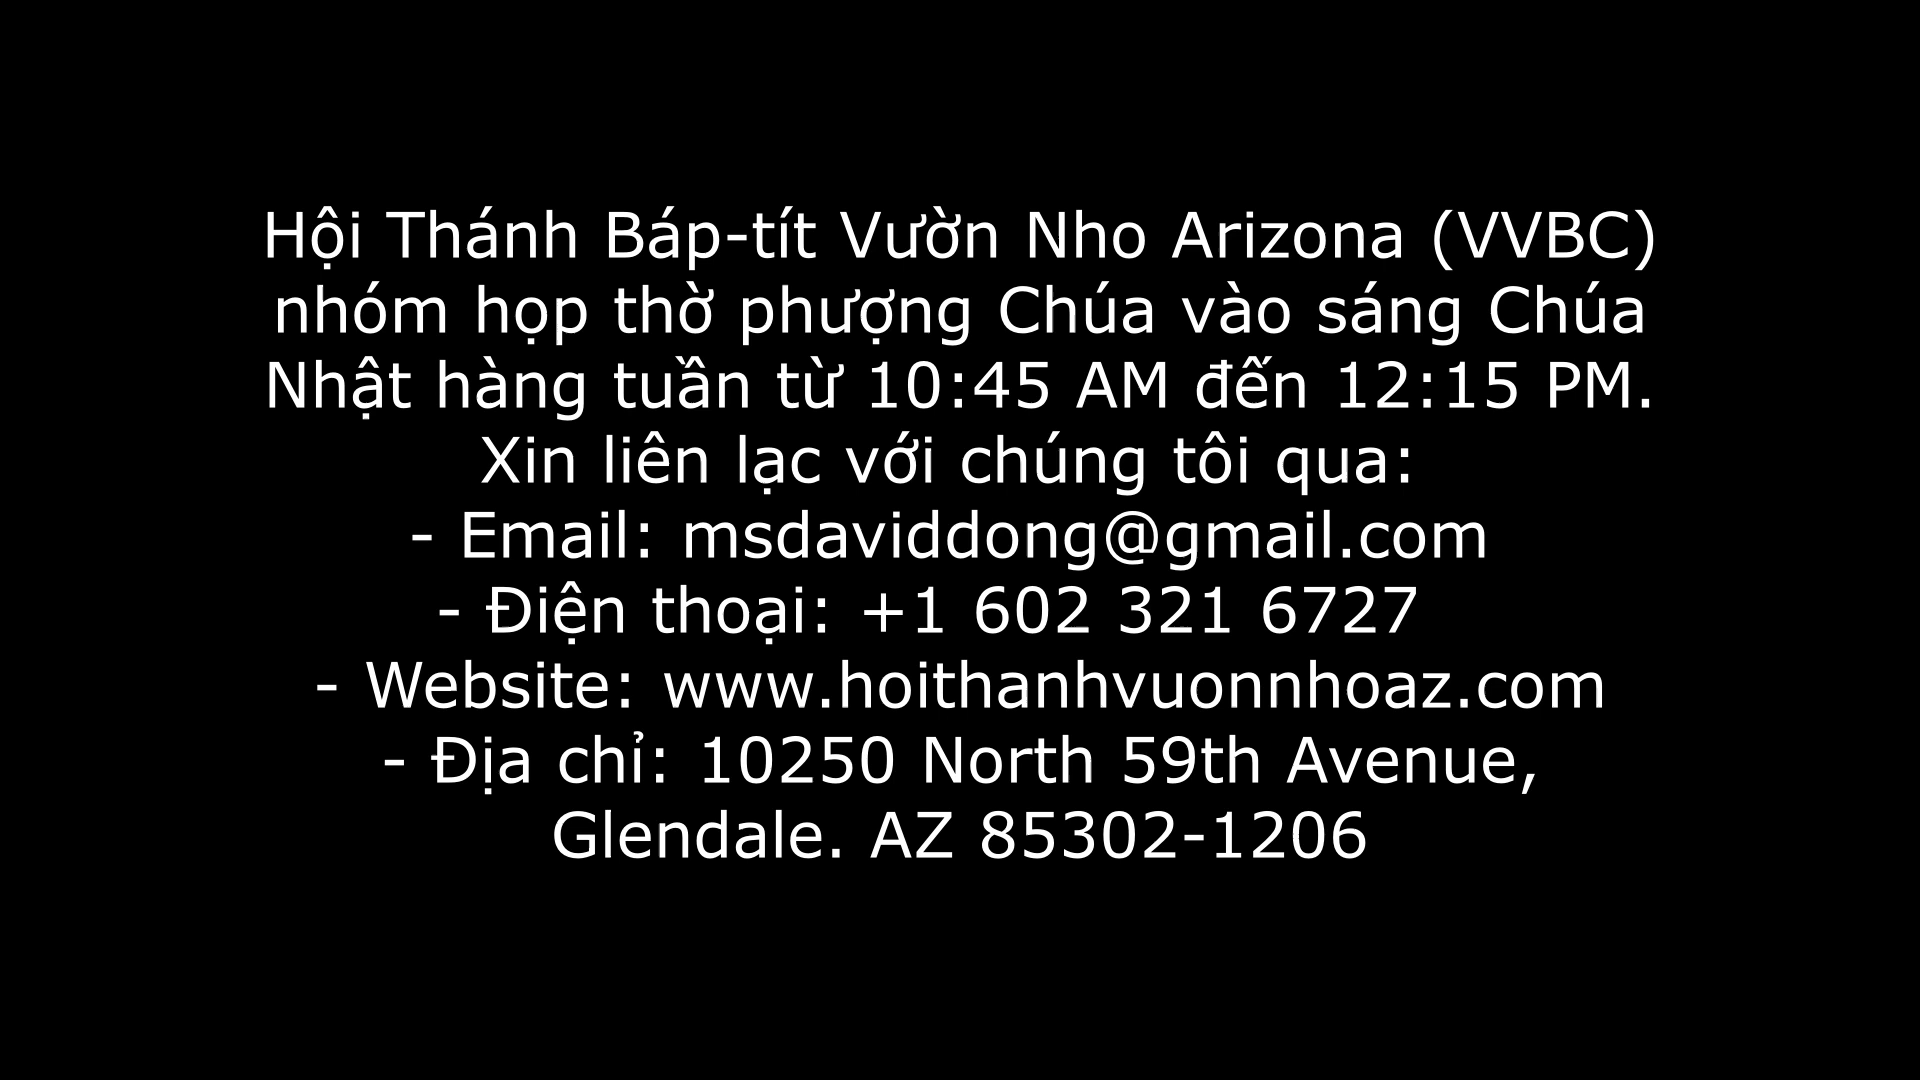 Hội Thánh Báp-tít Vườn Nho Arizona (VVBC)
nhóm họp thờ phượng Chúa vào sáng Chúa
Nhật hàng tuần từ 10:45 AM đến 12:15 PM.
Xin liên lạc với chúng tôi qua:
- Email: msdaviddong@gmail.com
- Điện thoại: +1 602 321 6727
- Website: www.hoithanhvuonnhoaz.com
- Địa chỉ: 10250 North 59th Avenue,
Glendale. AZ 85302-1206